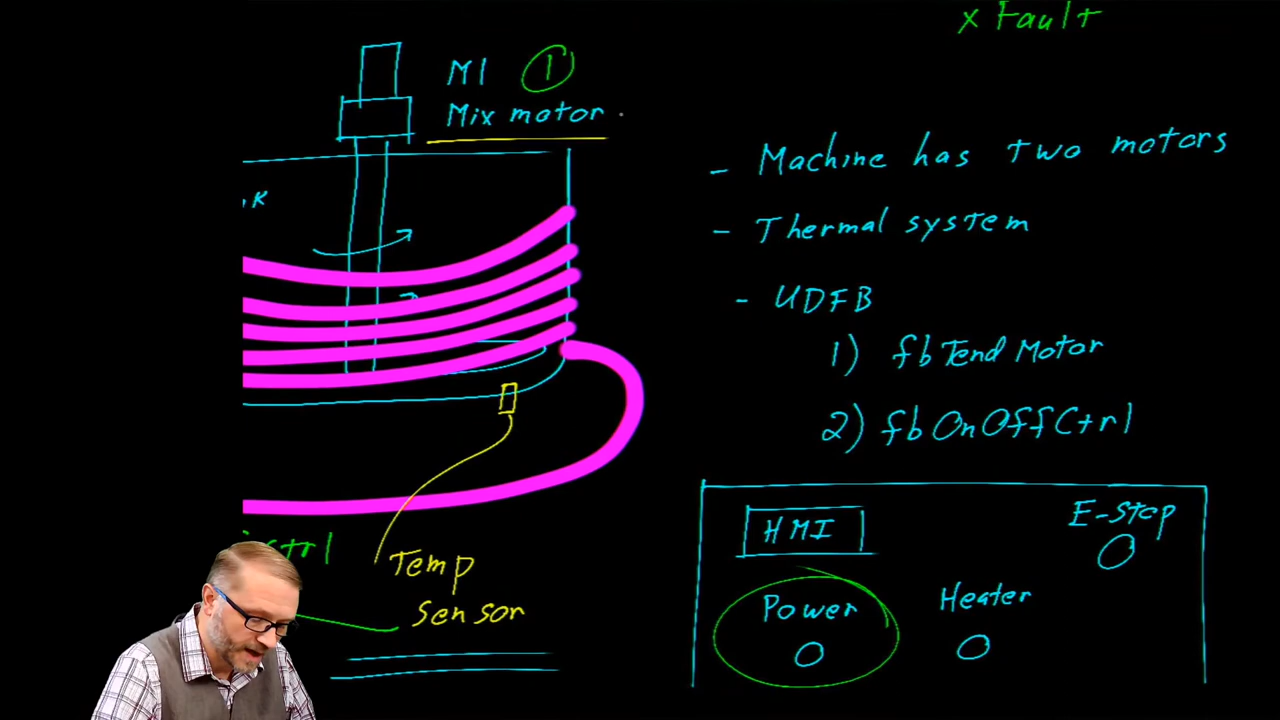 x Fault
M1 1
Mix motor
- Machine has two motors
- Thermal system
- UDFB
1) fbTend Motor
2) fbOnOffCtrl
HMI
E-Stop
Power
Heater
ctrl
Temp
Sensor